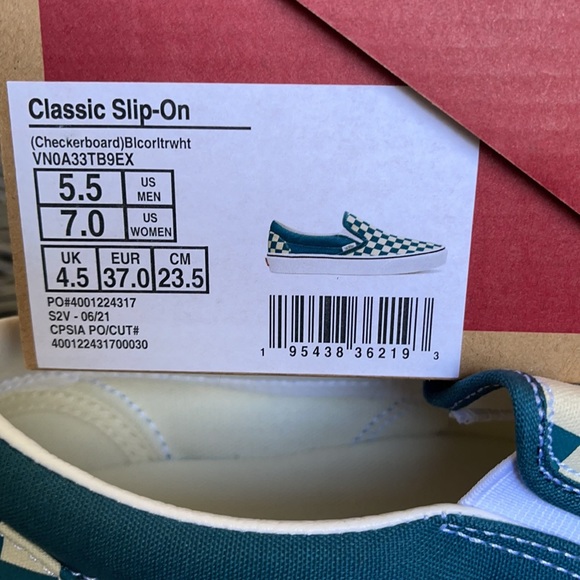 Classic Slip-On
(Checkerboard)Blcorltrwht
VN0A33TB9EX
5.5 US MEN
7.0 US WOMEN
UK EUR CM
4.5 37.0 23.5
PO#4001224317
S2V - 06/21
CPSIA PO/CUT#
400122431700030
1 95438 36219 3